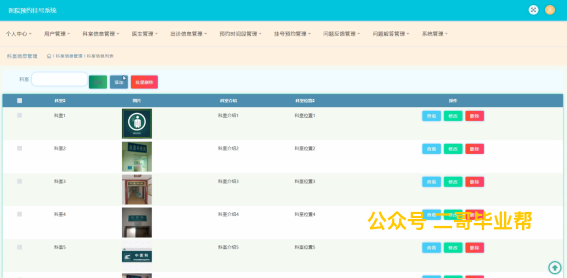 医院预约挂号系统
个人中心 用户管理 科室信息管理 医生管理 出诊信息管理 预约时间段管理 挂号预约管理 问题反馈管理 问题解答管理 系统管理
科室信息管理 科室信息管理 / 科室信息列表
科室
添加 批量删除
科室 图片 科室介绍 科室位置 操作
科室1 科室介绍1 科室位置1 详情 修改 删除
科室2 科室介绍2 科室位置2 详情 修改 删除
科室3 科室介绍3 科室位置3 详情 修改 删除
科室4 科室介绍4 科室位置4 详情 修改 删除
公众号 二哥毕业帮
科室5 中医科 科室介绍5 科室位置5 详情 修改 删除